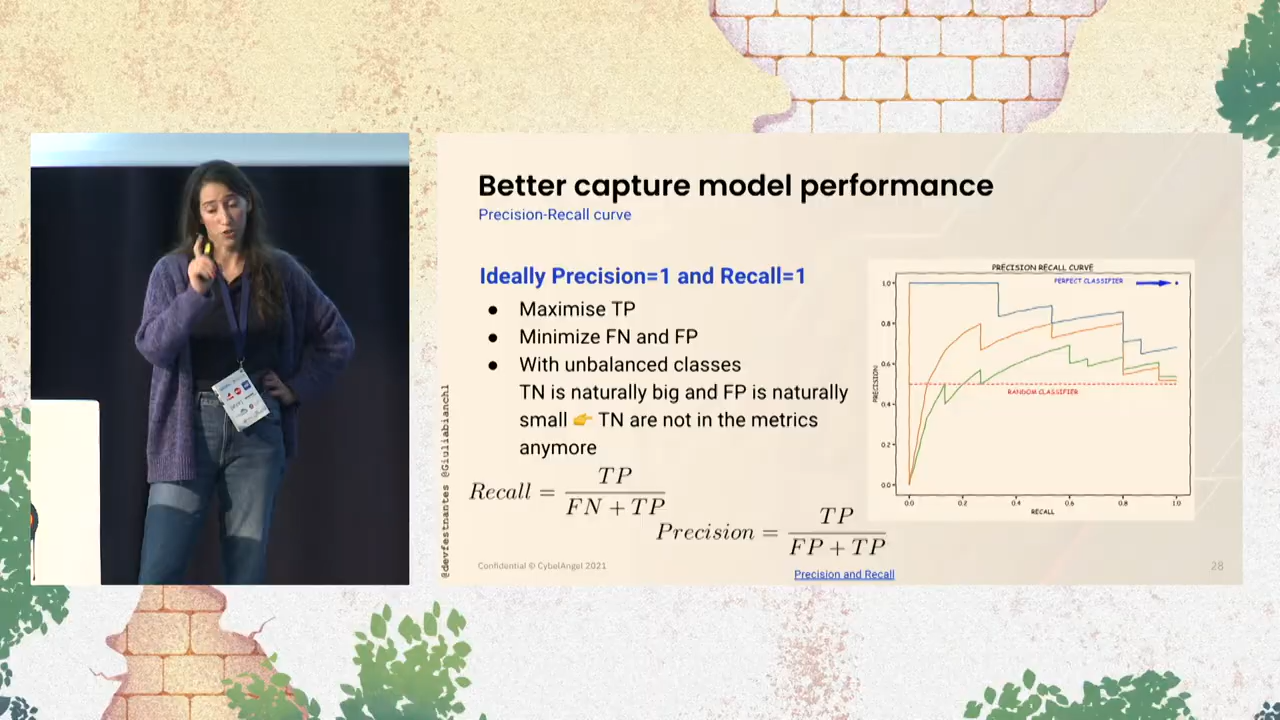 Better capture model performance
Precision-Recall curve
Ideally Precision=1 and Recall=1
● Maximise TP
● Minimize FN and FP
● With unbalanced classes
TN is naturally big and FP is naturally
small 👉 TN are not in the metrics
anymore
Recall = TP / FN + TP
Precision = TP / FP + TP
PRECISION RECALL CURVE
PERFECT CLASSIFIER
RANDOM CLASSIFIER
PRECISION
1.0
0.8
0.6
0.4
0.2
0.0
0.0 0.2 0.4 0.6 0.8 1.0
RECALL
@devfestnantes @Giuliabianchl
Confidential © CybelAngel 2021
Precision and Recall
28